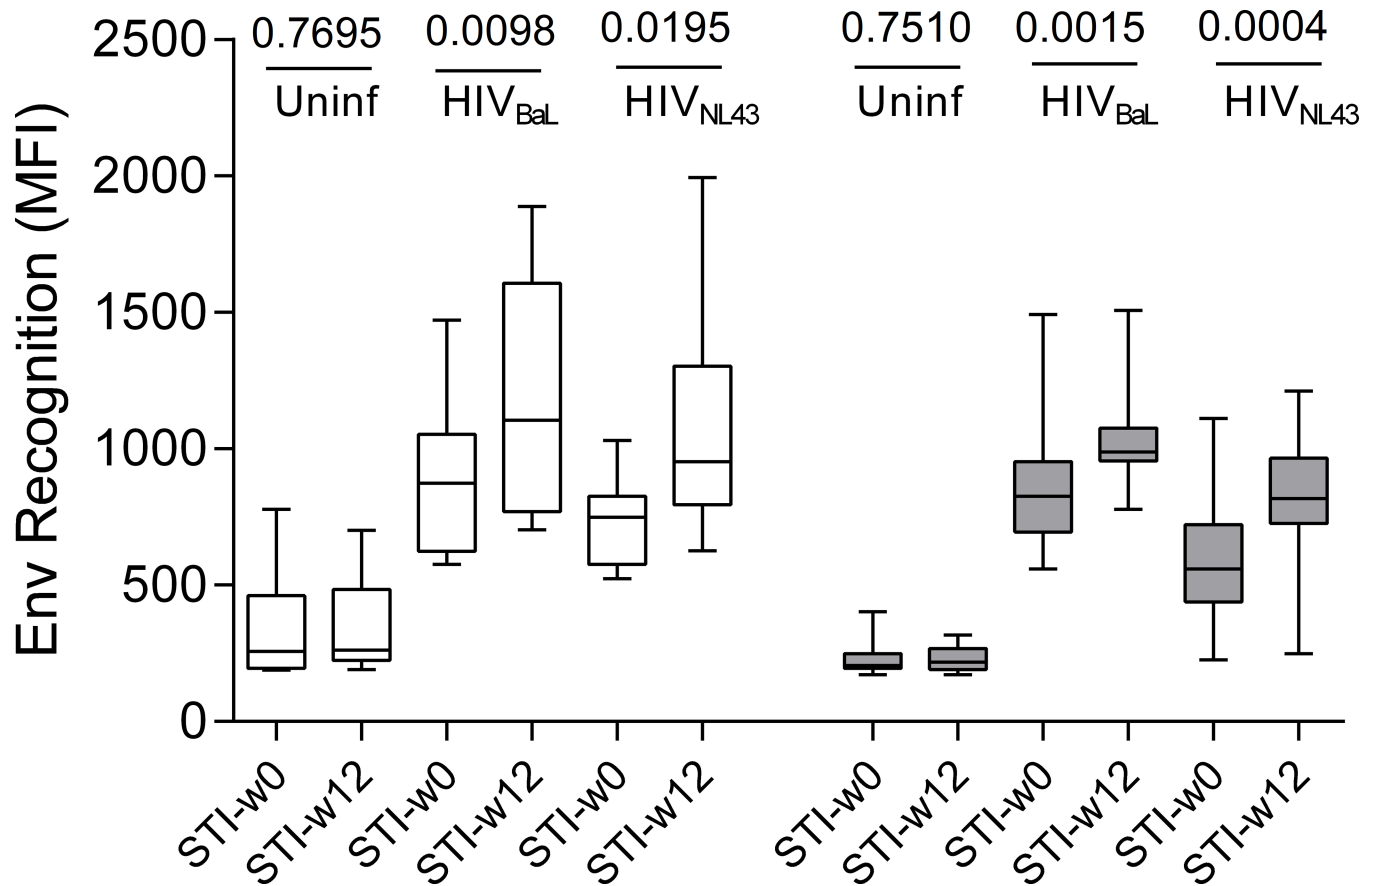 0.7695 0.0098 0.0195 0.7510 0.0015 0.0004
Uninf HIVBaL HIVNL43 Uninf HIVBaL HIVNL43
Env Recognition (MFI)
2500
2000
1500
1000
500
0
STI-w0 STI-w12 STI-w0 STI-w12 STI-w0 STI-w12 STI-w0 STI-w12 STI-w0 STI-w12 STI-w0 STI-w12